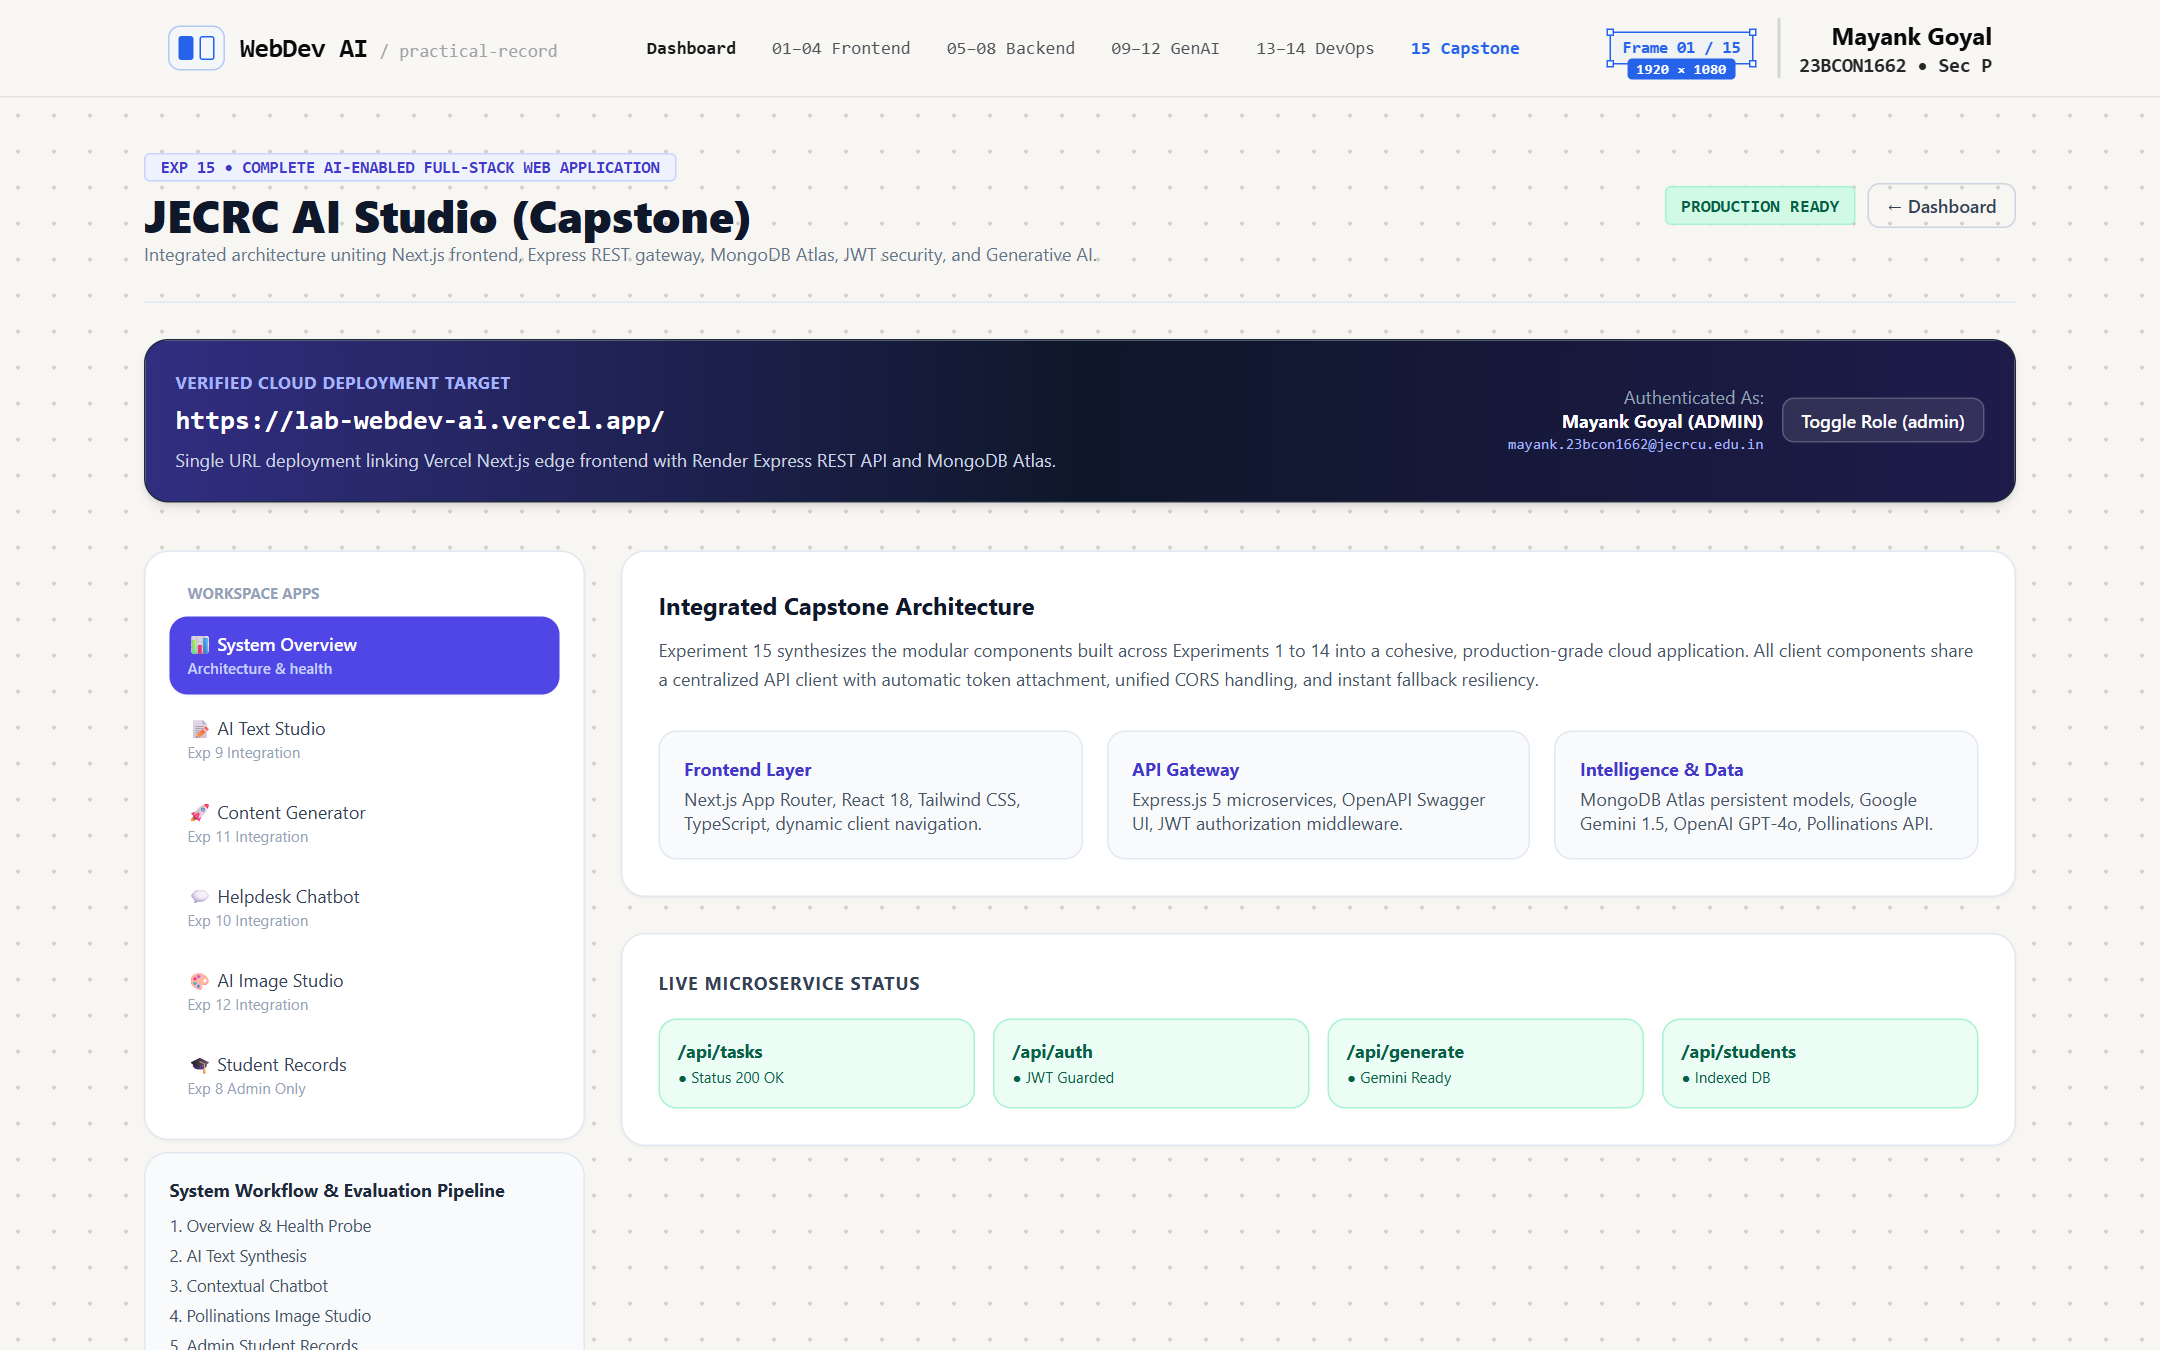 WebDev AI / practical-record
Dashboard
01–04 Frontend
05–08 Backend
09–12 GenAI
13–14 DevOps
15 Capstone
Frame 01 / 15
1920 × 1080
Mayank Goyal
23BCON1662 • Sec P
EXP 15 • COMPLETE AI-ENABLED FULL-STACK WEB APPLICATION
JECRC AI Studio (Capstone)
Integrated architecture uniting Next.js frontend, Express REST gateway, MongoDB Atlas, JWT security, and Generative AI.
PRODUCTION READY
← Dashboard
VERIFIED CLOUD DEPLOYMENT TARGET
https://lab-webdev-ai.vercel.app/
Single URL deployment linking Vercel Next.js edge frontend with Render Express REST API and MongoDB Atlas.
Authenticated As:
Mayank Goyal (ADMIN)
mayank.23bcon1662@jecrcu.edu.in
Toggle Role (admin)
WORKSPACE APPS
System Overview
Architecture & health
AI Text Studio
Exp 9 Integration
Content Generator
Exp 11 Integration
Helpdesk Chatbot
Exp 10 Integration
AI Image Studio
Exp 12 Integration
Student Records
Exp 8 Admin Only
System Workflow & Evaluation Pipeline
1. Overview & Health Probe
2. AI Text Synthesis
3. Contextual Chatbot
4. Pollinations Image Studio
5. Admin Student Records
Integrated Capstone Architecture
Experiment 15 synthesizes the modular components built across Experiments 1 to 14 into a cohesive, production-grade cloud application. All client components share
a centralized API client with automatic token attachment, unified CORS handling, and instant fallback resiliency.
Frontend Layer
Next.js App Router, React 18, Tailwind CSS,
TypeScript, dynamic client navigation.
API Gateway
Express.js 5 microservices, OpenAPI Swagger
UI, JWT authorization middleware.
Intelligence & Data
MongoDB Atlas persistent models, Google
Gemini 1.5, OpenAI GPT-4o, Pollinations API.
LIVE MICROSERVICE STATUS
/api/tasks
● Status 200 OK
/api/auth
● JWT Guarded
/api/generate
● Gemini Ready
/api/students
● Indexed DB